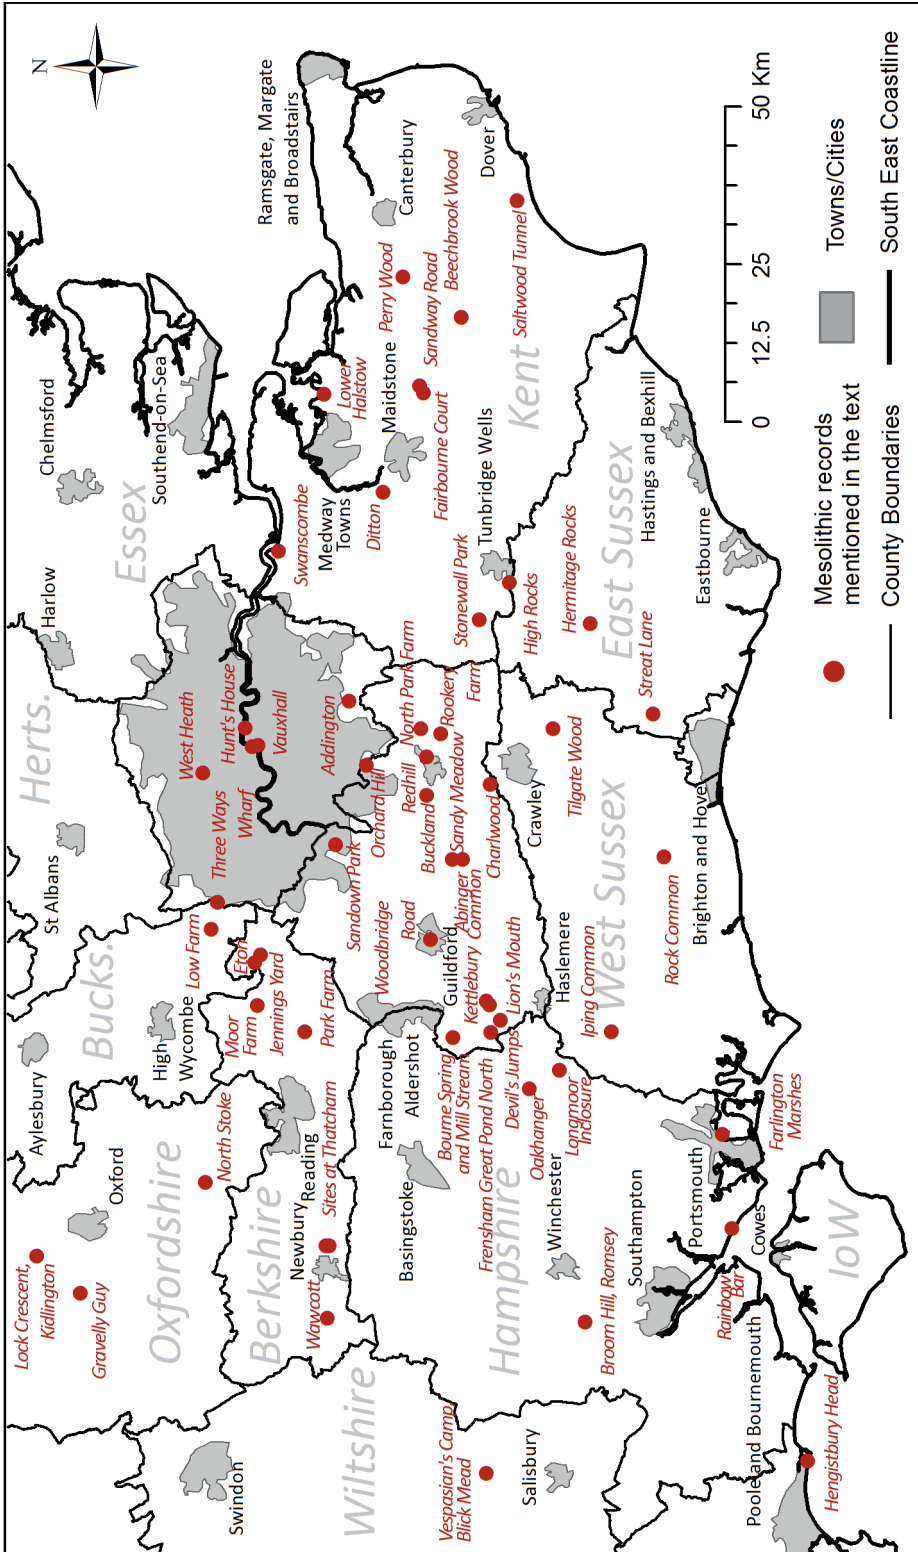 N
Herts.
Essex
Bucks.
Oxfordshire
Berkshire
Wiltshire
Hampshire
West Sussex
East Sussex
Kent
IoW
Aylesbury
St Albans
Harlow
Chelmsford
Southend-on-Sea
Oxford
High
Wycombe
Swindon
Newbury
Reading
Basingstoke
Farnborough
Aldershot
Guildford
Haslemere
Crawley
Tunbridge Wells
Maidstone
Medway
Towns
Ramsgate, Margate
and Broadstairs
Canterbury
Dover
Hastings and Bexhill
Eastbourne
Brighton and Hove
Portsmouth
Southampton
Winchester
Salisbury
Cowes
Poole and Bournemouth
Lock Crescent,
Kidlington
Gravelly Guy
North Stoke
Wawcott
Sites at Thatcham
Low Farm
Eton
Moor
Farm
Jennings Yard
Park Farm
Three Ways
Wharf
West Heath
Hunt's House
Vauxhall
Swanscombe
Lower
Halstow
Ditton
Perry Wood
Sandway Road
Beechbrook Wood
Fairbourne Court
Saltwood Tunnel
Addington
Orchard Hill
Sandown Park
Woodbridge
Road
North Park Farm
Rookery
Farm
Redhill
Buckland
Sandy Meadow
Abinger
Common
Charlwood
Kettlebury
Lion's Mouth
Bourne Spring
and Mill Stream
Frensham Great Pond North
Devil's Jumps
Oakhanger
Longmoor
Inclosure
Iping Common
Stonewall Park
High Rocks
Hermitage Rocks
Tilgate Wood
Streat Lane
Rock Common
Vespasian's Camp,
Blick Mead
Broom Hill, Romsey
Rainbow
Bar
Farlington
Marshes
Hengistbury Head
0
12.5
25
50 Km
Mesolithic records
mentioned in the text
Towns/Cities
County Boundaries
South East Coastline